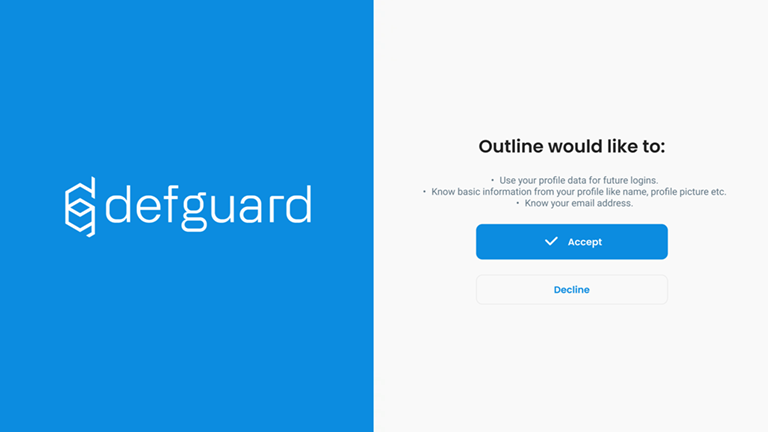 defguard
Outline would like to:
• Use your profile data for future logins.
• Know basic information from your profile like name, profile picture etc.
• Know your email address.
Accept
Decline